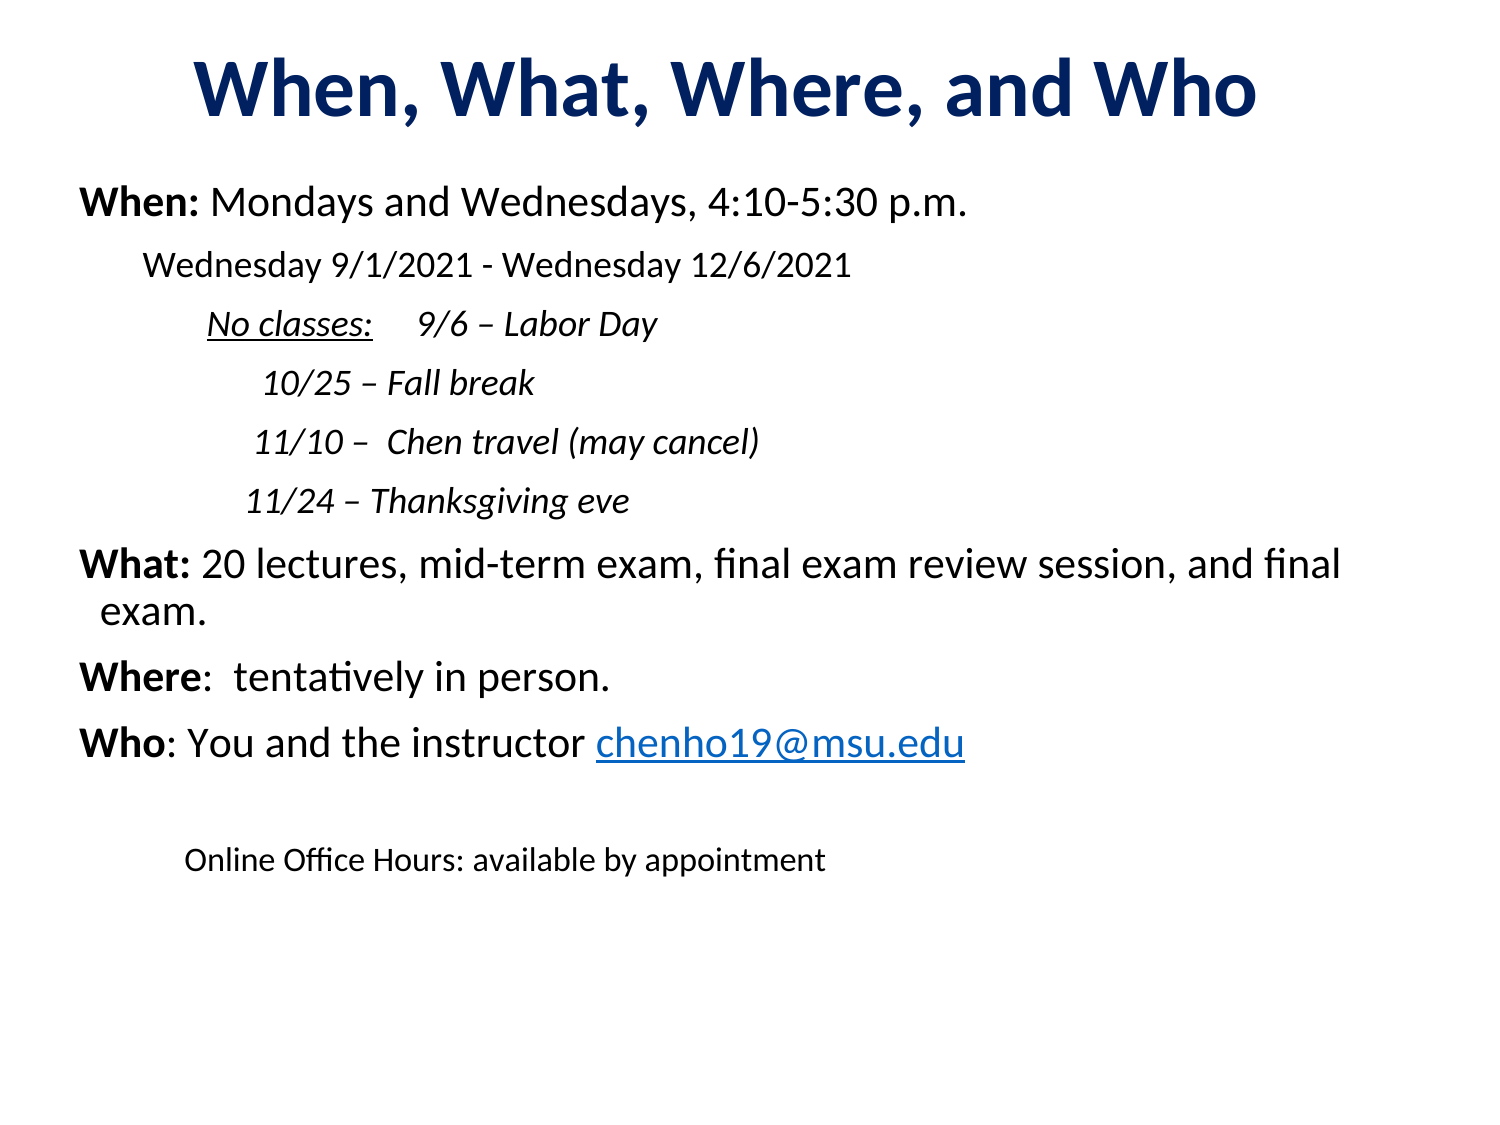 When, What, Where, and Who
When: Mondays and Wednesdays, 4:10-5:30 p.m.
Wednesday 9/1/2021 - Wednesday 12/6/2021
No classes: 9/6 – Labor Day
10/25 – Fall break
11/10 – Chen travel (may cancel)
11/24 – Thanksgiving eve
What: 20 lectures, mid-term exam, final exam review session, and final
exam.
Where: tentatively in person.
Who: You and the instructor chenho19@msu.edu
Online Office Hours: available by appointment